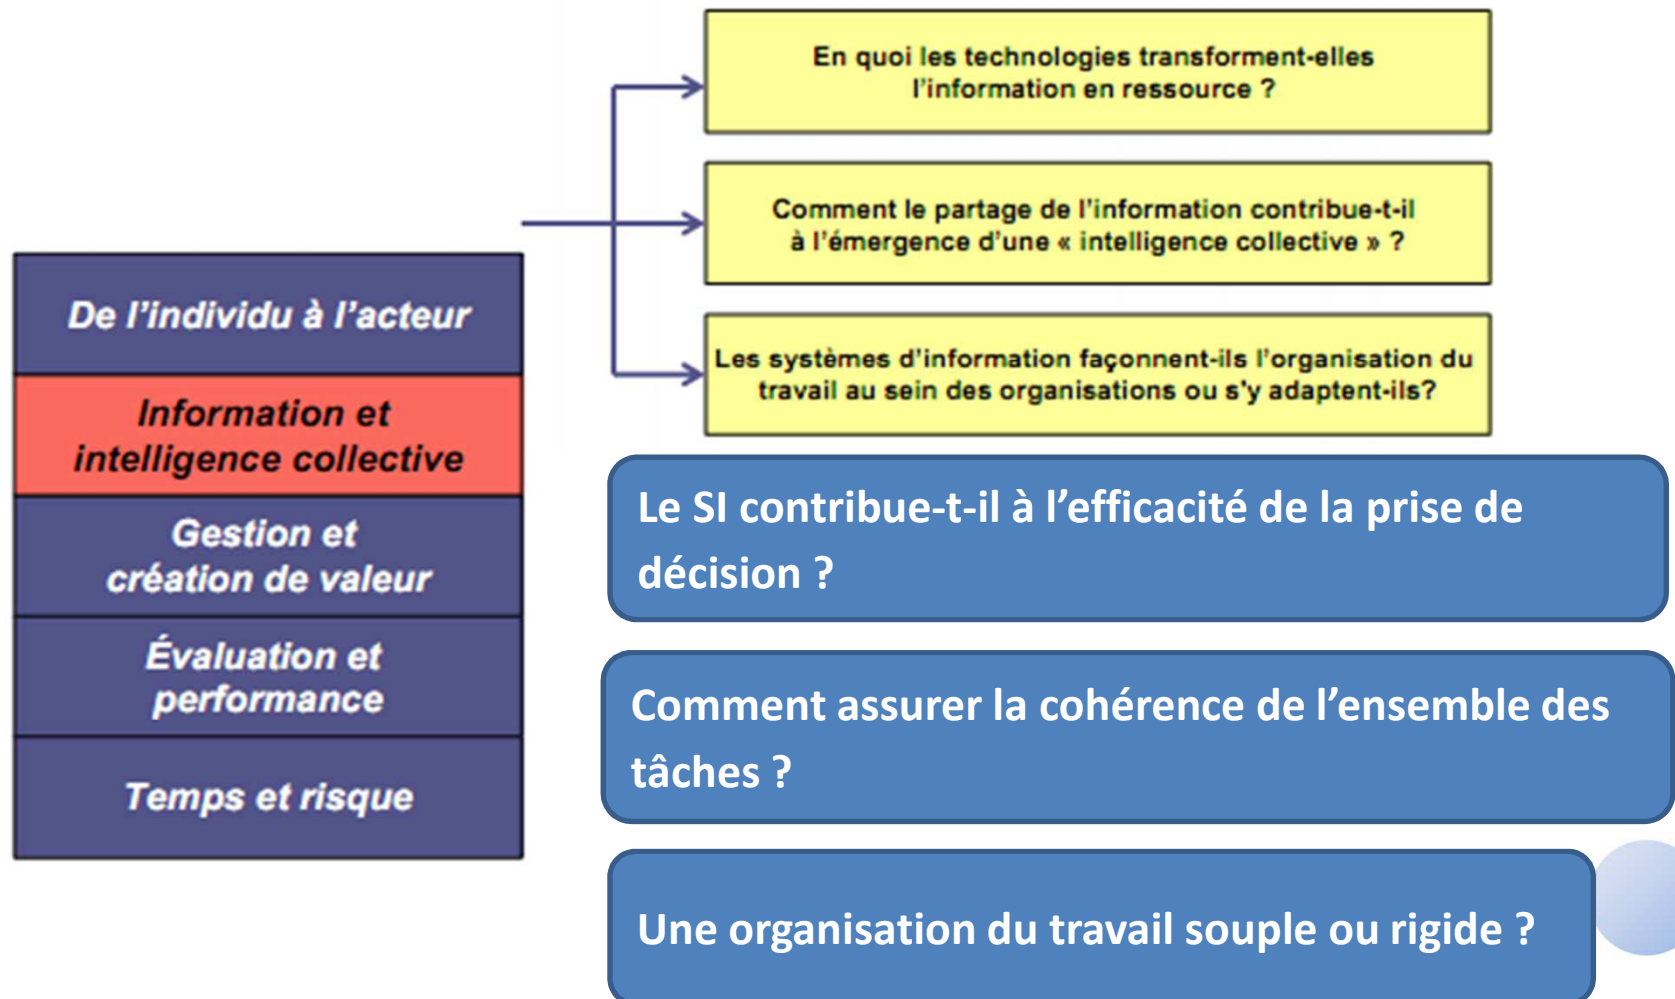 En quoi les technologies transforment-elles
l'information en ressource ?
Comment le partage de l'information contribue-t-il
à l'émergence d'une « intelligence collective » ?
Les systèmes d'information façonnent-ils l'organisation du
travail au sein des organisations ou s'y adaptent-ils?
De l'individu à l'acteur
Information et
intelligence collective
Gestion et
création de valeur
Évaluation et
performance
Temps et risque
Le SI contribue-t-il à l’efficacité de la prise de
décision ?
Comment assurer la cohérence de l’ensemble des
tâches ?
Une organisation du travail souple ou rigide ?